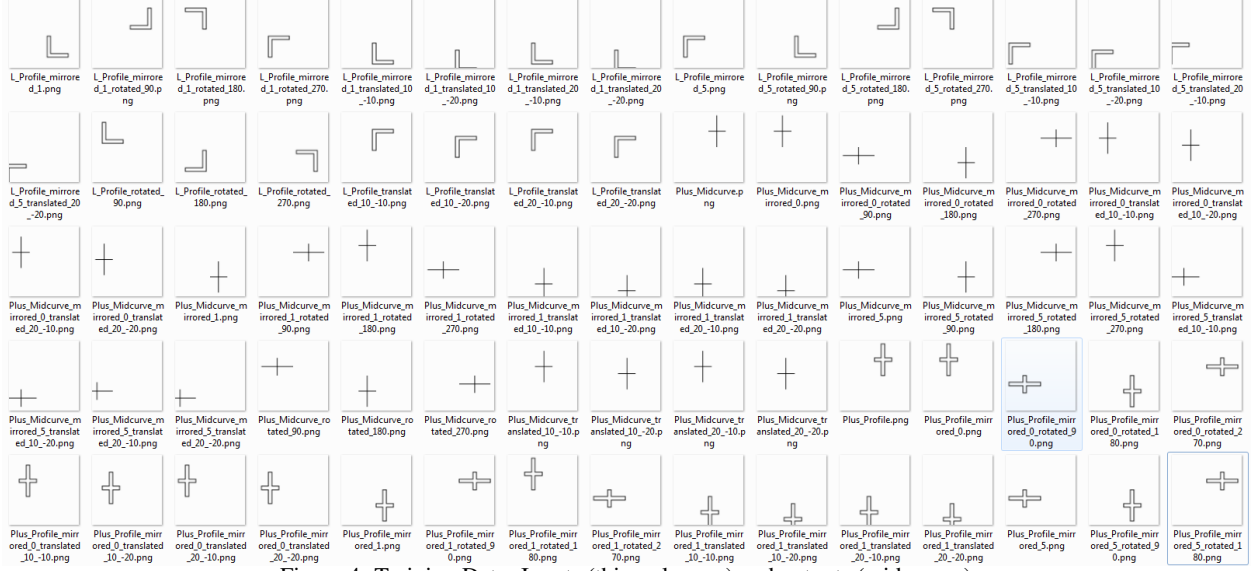 L_Profile_mirrore
d_1.png
L_Profile_mirrore
d_1_rotated_90.p
ng
L_Profile_mirrore
d_1_rotated_180.
png
L_Profile_mirrore
d_1_rotated_270.
png
L_Profile_mirrore
d_1_translated_10
_-10.png
L_Profile_mirrore
d_1_translated_10
_-20.png
L_Profile_mirrore
d_1_translated_20
_-10.png
L_Profile_mirrore
d_1_translated_20
_-20.png
L_Profile_mirrore
d_5.png
L_Profile_mirrore
d_5_rotated_90.p
ng
L_Profile_mirrore
d_5_rotated_180.
png
L_Profile_mirrore
d_5_rotated_270.
png
L_Profile_mirrore
d_5_translated_10
_-10.png
L_Profile_mirrore
d_5_translated_10
_-20.png
L_Profile_mirrore
d_5_translated_20
_-10.png
L_Profile_mirrore
d_5_translated_20
_-20.png
L_Profile_rotated_
90.png
L_Profile_rotated_
180.png
L_Profile_rotated_
270.png
L_Profile_translat
ed_10_-10.png
L_Profile_translat
ed_10_-20.png
L_Profile_translat
ed_20_-10.png
L_Profile_translat
ed_20_-20.png
Plus_Midcurve.p
ng
Plus_Midcurve_m
irrored_0.png
Plus_Midcurve_m
irrored_0_rotated
_90.png
Plus_Midcurve_m
irrored_0_rotated
_180.png
Plus_Midcurve_m
irrored_0_rotated
_270.png
Plus_Midcurve_m
irrored_0_translat
ed_10_-10.png
Plus_Midcurve_m
irrored_0_translat
ed_10_-20.png
Plus_Midcurve_m
irrored_0_translat
ed_20_-10.png
Plus_Midcurve_m
irrored_0_translat
ed_20_-20.png
Plus_Midcurve_m
irrored_1.png
Plus_Midcurve_m
irrored_1_rotated
_90.png
Plus_Midcurve_m
irrored_1_rotated
_180.png
Plus_Midcurve_m
irrored_1_rotated
_270.png
Plus_Midcurve_m
irrored_1_translat
ed_10_-10.png
Plus_Midcurve_m
irrored_1_translat
ed_10_-20.png
Plus_Midcurve_m
irrored_1_translat
ed_20_-10.png
Plus_Midcurve_m
irrored_1_translat
ed_20_-20.png
Plus_Midcurve_m
irrored_5.png
Plus_Midcurve_m
irrored_5_rotated
_90.png
Plus_Midcurve_m
irrored_5_rotated
_180.png
Plus_Midcurve_m
irrored_5_rotated
_270.png
Plus_Midcurve_m
irrored_5_translat
ed_10_-10.png
Plus_Midcurve_m
irrored_5_translat
ed_10_-20.png
Plus_Midcurve_m
irrored_5_translat
ed_20_-10.png
Plus_Midcurve_m
irrored_5_translat
ed_20_-20.png
Plus_Midcurve_ro
tated_90.png
Plus_Midcurve_ro
tated_180.png
Plus_Midcurve_ro
tated_270.png
Plus_Midcurve_tr
anslated_10_-10.p
ng
Plus_Midcurve_tr
anslated_10_-20.p
ng
Plus_Midcurve_tr
anslated_20_-10.p
ng
Plus_Midcurve_tr
anslated_20_-20.p
ng
Plus_Profile.png
Plus_Profile_mirr
ored_0.png
Plus_Profile_mirr
ored_0_rotated_9
0.png
Plus_Profile_mirr
ored_0_rotated_1
80.png
Plus_Profile_mirr
ored_0_rotated_2
70.png
Plus_Profile_mirr
ored_0_translated
_10_-10.png
Plus_Profile_mirr
ored_0_translated
_10_-20.png
Plus_Profile_mirr
ored_0_translated
_20_-10.png
Plus_Profile_mirr
ored_0_translated
_20_-20.png
Plus_Profile_mirr
ored_1.png
Plus_Profile_mirr
ored_1_rotated_9
0.png
Plus_Profile_mirr
ored_1_rotated_1
80.png
Plus_Profile_mirr
ored_1_rotated_2
70.png
Plus_Profile_mirr
ored_1_translated
_10_-10.png
Plus_Profile_mirr
ored_1_translated
_10_-20.png
Plus_Profile_mirr
ored_1_translated
_20_-10.png
Plus_Profile_mirr
ored_1_translated
_20_-20.png
Plus_Profile_mirr
ored_5.png
Plus_Profile_mirr
ored_5_rotated_9
0.png
Plus_Profile_mirr
ored_5_rotated_1
80.png
Figure 4: Training Data: Inputs (thin polygons) and outputs (midcurves)